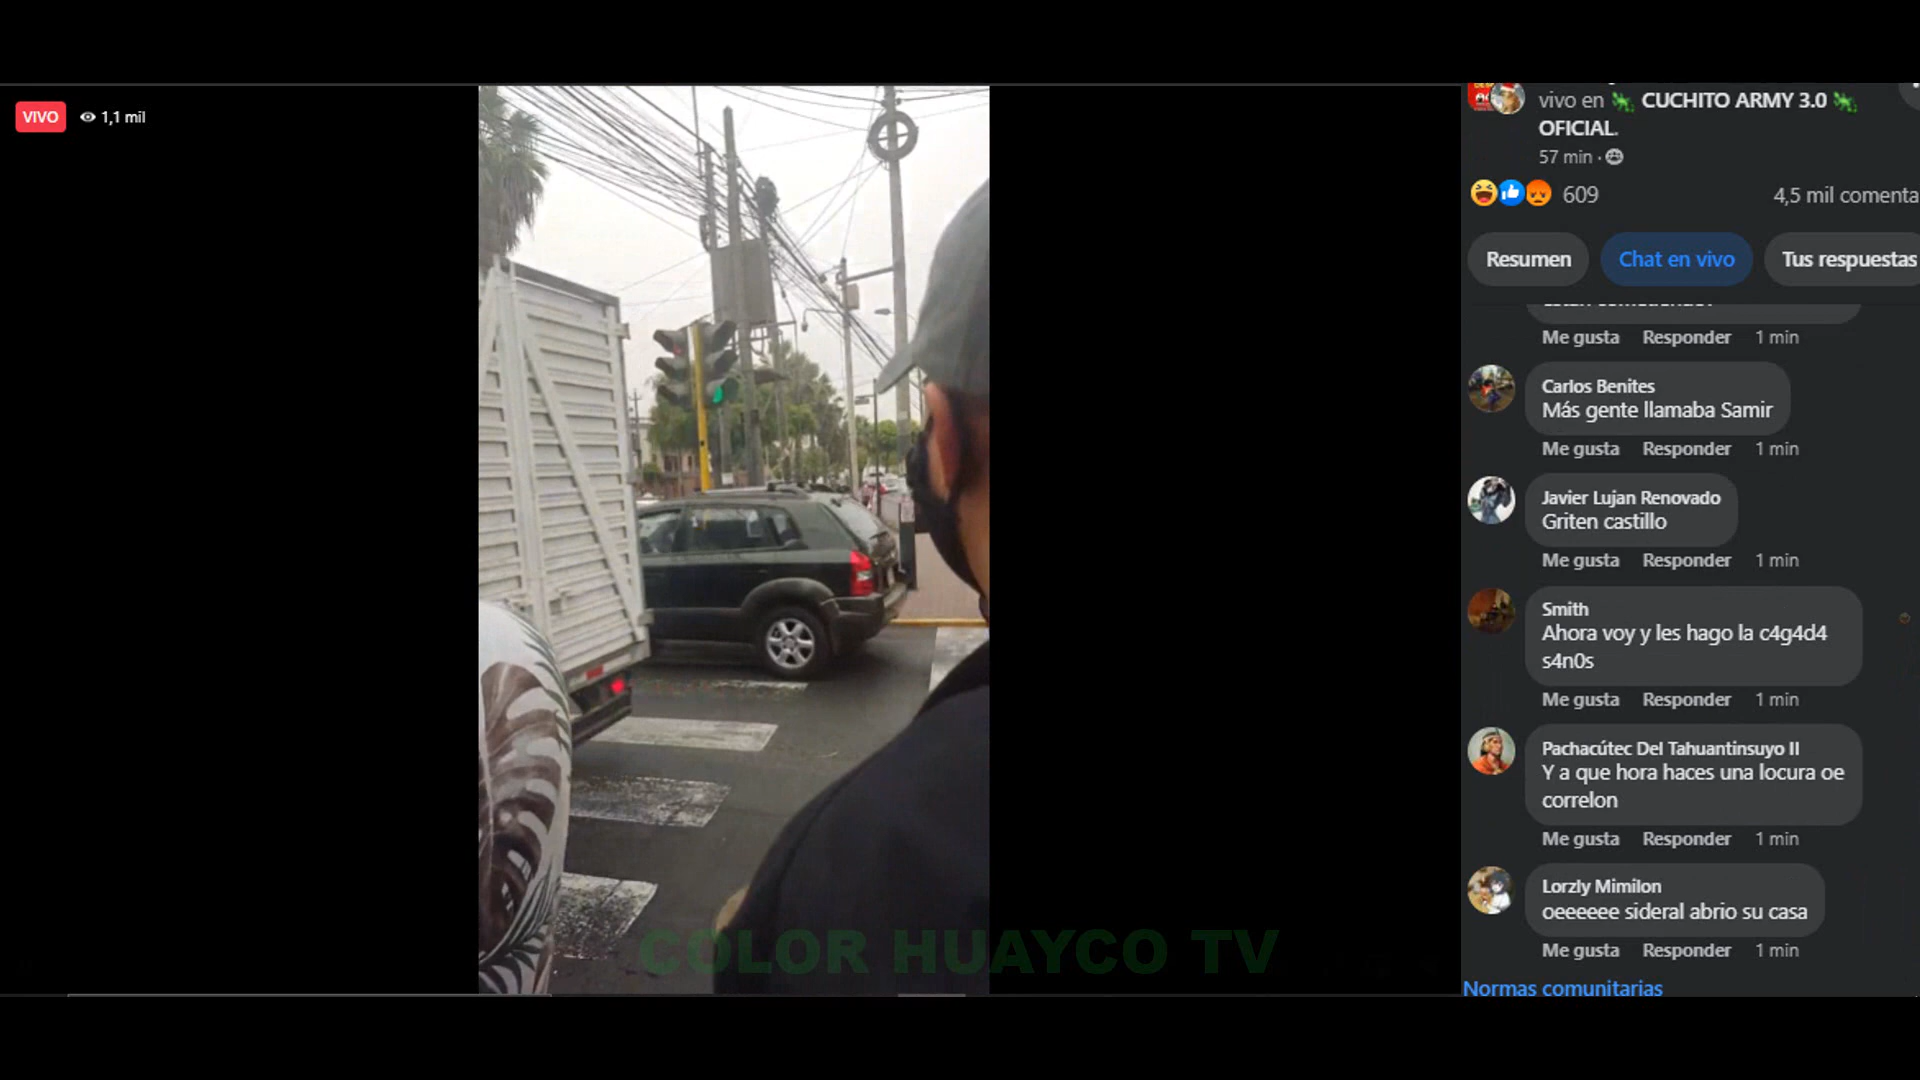 VIVO
1,1 mil
vivo en CUCHITO ARMY 3.0
OFICIAL.
57 min ·
609
4,5 mil comenta
Resumen
Chat en vivo
Tus respuestas
Me gusta Responder 1 min
Carlos Benites
Más gente llamaba Samir
Me gusta Responder 1 min
Javier Lujan Renovado
Griten castillo
Me gusta Responder 1 min
Smith
Ahora voy y les hago la c4g4d4
s4n0s
Me gusta Responder 1 min
Pachacútec Del Tahuantinsuyo II
Y a que hora haces una locura oe
correlon
Me gusta Responder 1 min
Lorzly Mimilon
oeeeeee sideral abrio su casa
Me gusta Responder 1 min
Normas comunitarias
COLOR HUAYCO TV